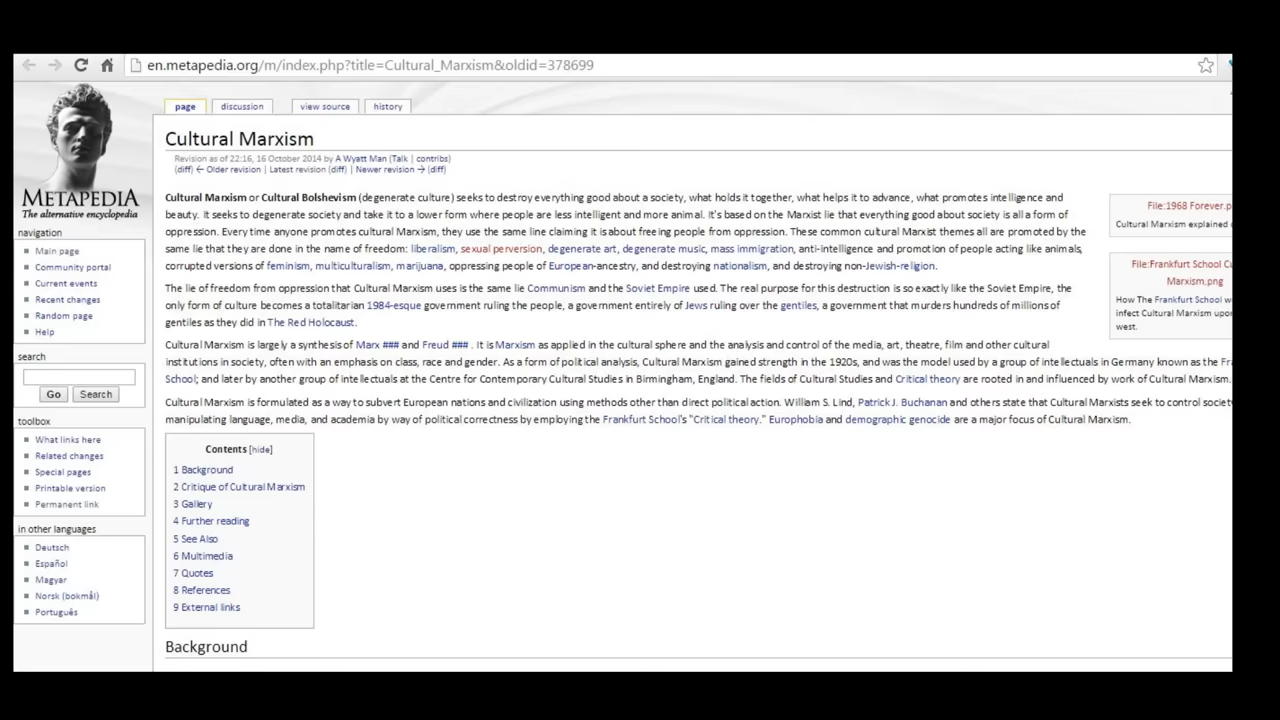 en.metapedia.org/m/index.php?title=Cultural_Marxism&oldid=378699
page discussion view source history
Cultural Marxism
Revision as of 22:16, 16 October 2014 by A Wyatt Man (Talk | contribs)
(diff) ← Older revision | Latest revision (diff) | Newer revision → (diff)
METAPEDIA
The alternative encyclopedia
navigation
Main page
Community portal
Current events
Recent changes
Random page
Help
search
Go Search
toolbox
What links here
Related changes
Special pages
Printable version
Permanent link
in other languages
Deutsch
Español
Magyar
Norsk (bokmål)
Português
Cultural Marxism or Cultural Bolshevism (degenerate culture) seeks to destroy everything good about a society, what holds it together, what helps it to advance, what promotes intelligence and
beauty. It seeks to degenerate society and take it to a lower form where people are less intelligent and more animal. It's based on the Marxist lie that everything good about society is all a form of
oppression. Every time anyone promotes cultural Marxism, they use the same line claiming it is about freeing people from oppression. These common cultural Marxist themes all are promoted by the
same lie that they are done in the name of freedom: liberalism, sexual perversion, degenerate art, degenerate music, mass immigration, anti-intelligence and promotion of people acting like animals,
corrupted versions of feminism, multiculturalism, marijuana, oppressing people of European-ancestry, and destroying nationalism, and destroying non-Jewish-religion.
The lie of freedom from oppression that Cultural Marxism uses is the same lie Communism and the Soviet Empire used. The real purpose for this destruction is so exactly like the Soviet Empire, the
only form of culture becomes a totalitarian 1984-esque government ruling the people, a government entirely of Jews ruling over the gentiles, a government that murders hundreds of millions of
gentiles as they did in The Red Holocaust.
Cultural Marxism is largely a synthesis of Marx ### and Freud ### . It is Marxism as applied in the cultural sphere and the analysis and control of the media, art, theatre, film and other cultural
institutions in society, often with an emphasis on class, race and gender. As a form of political analysis, Cultural Marxism gained strength in the 1920s, and was the model used by a group of intellectuals in Germany known as the Fra
School; and later by another group of intellectuals at the Centre for Contemporary Cultural Studies in Birmingham, England. The fields of Cultural Studies and Critical theory are rooted in and influenced by work of Cultural Marxism.
Cultural Marxism is formulated as a way to subvert European nations and civilization using methods other than direct political action. William S. Lind, Patrick J. Buchanan and others state that Cultural Marxists seek to control society
manipulating language, media, and academia by way of political correctness by employing the Frankfurt School's "Critical theory." Europhobia and demographic genocide are a major focus of Cultural Marxism.
File:1968 Forever.p
Cultural Marxism explained
File:Frankfurt School Cu
Marxism.png
How The Frankfurt School w
infect Cultural Marxism upon
west.
Contents [hide]
1 Background
2 Critique of Cultural Marxism
3 Gallery
4 Further reading
5 See Also
6 Multimedia
7 Quotes
8 References
9 External links
Background